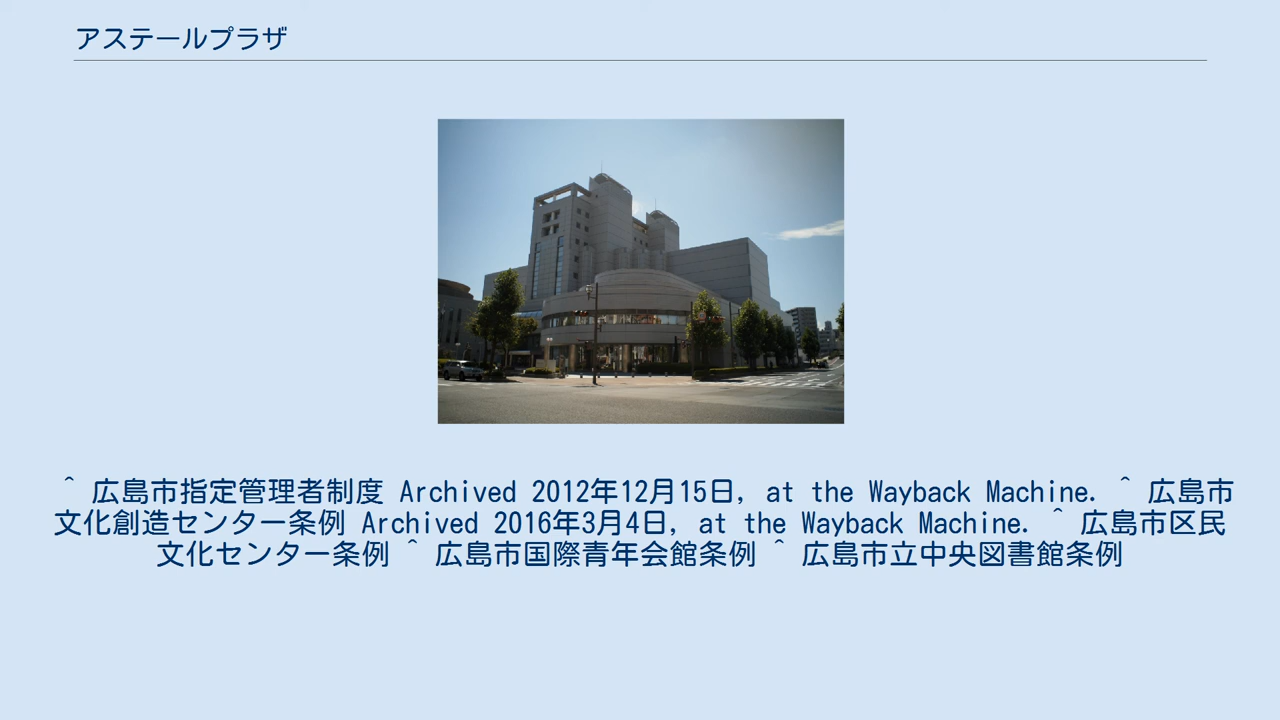 アステールプラザ
^ 広島市指定管理者制度 Archived 2012年12月15日, at the Wayback Machine. ^ 広島市
文化創造センター条例 Archived 2016年3月4日, at the Wayback Machine. ^ 広島市区民
文化センター条例 ^ 広島市国際青年会館条例 ^ 広島市立中央図書館条例